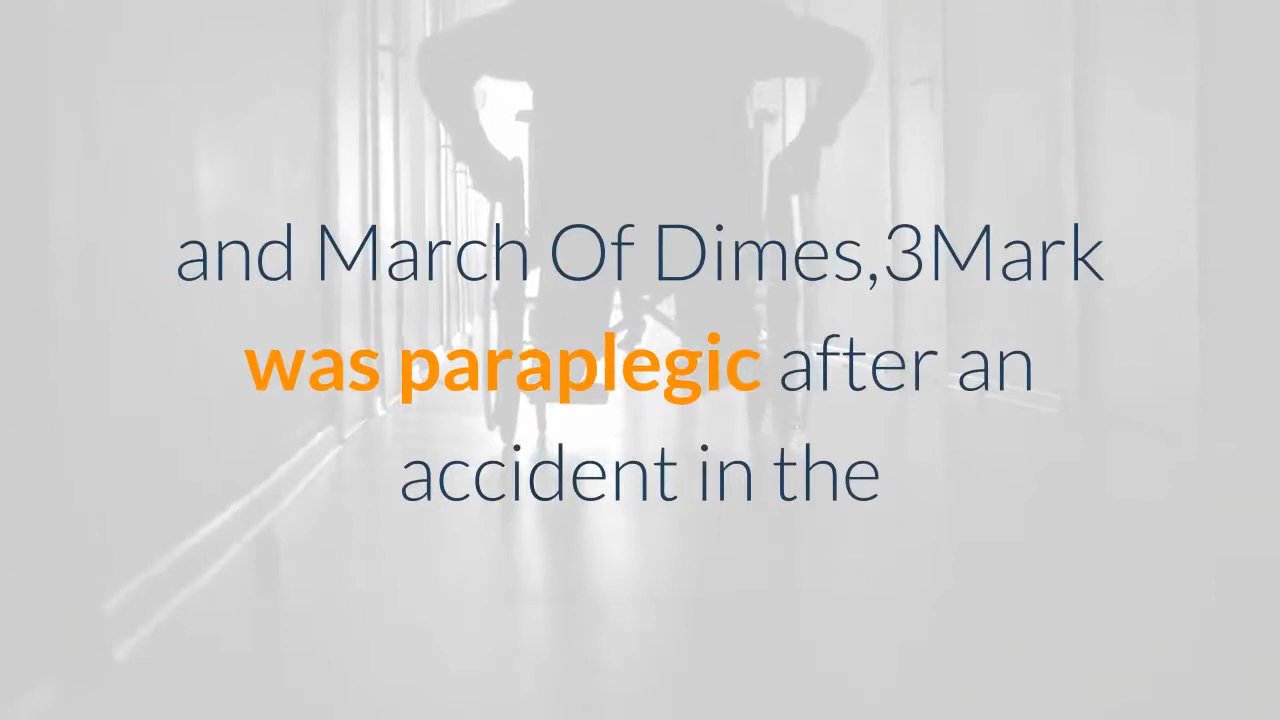 and March Of Dimes,3Mark
was paraplegic after an
accident in the